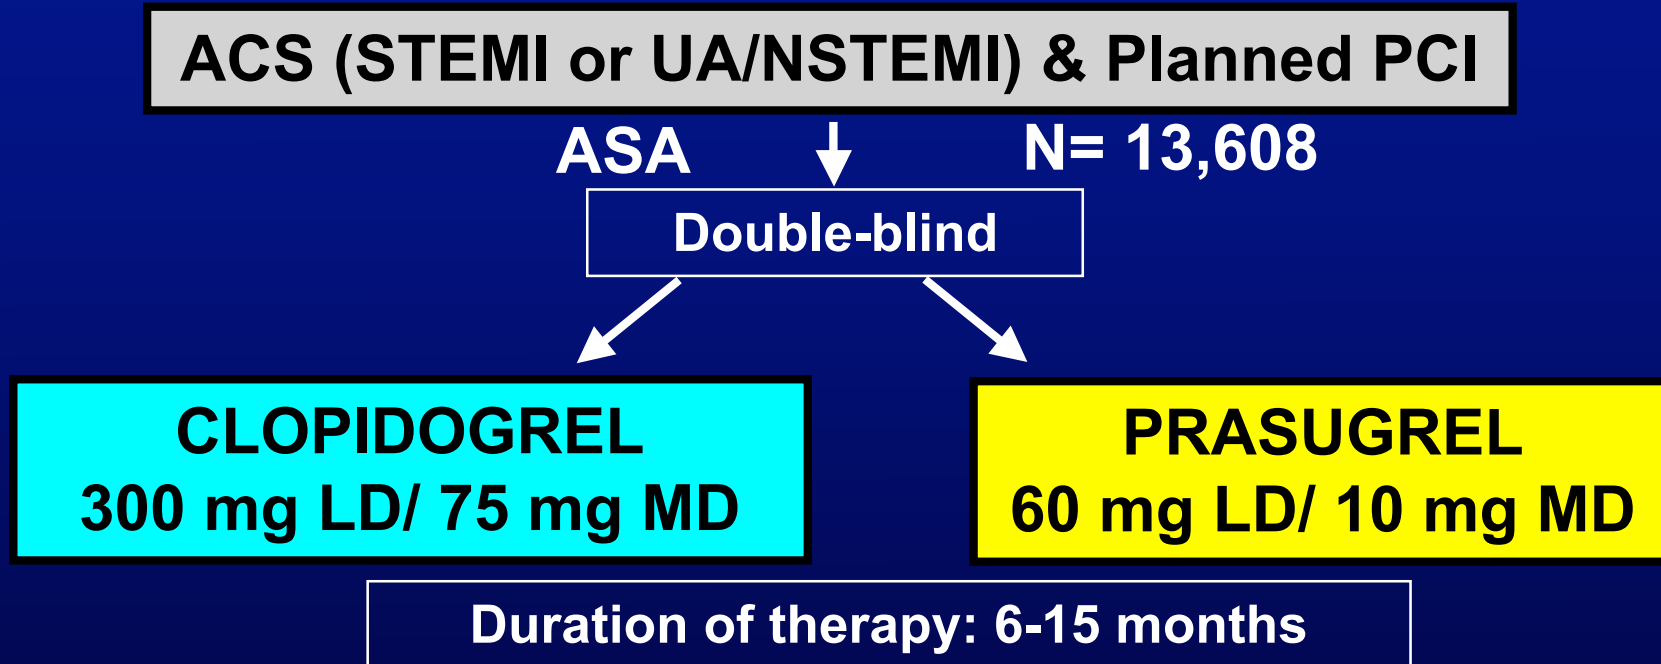 ACS (STEMI or UA/NSTEMI) & Planned PCI
ASA N= 13,608
Double-blind
CLOPIDOGREL
300 mg LD/ 75 mg MD
PRASUGREL
60 mg LD/ 10 mg MD
Duration of therapy: 6-15 months